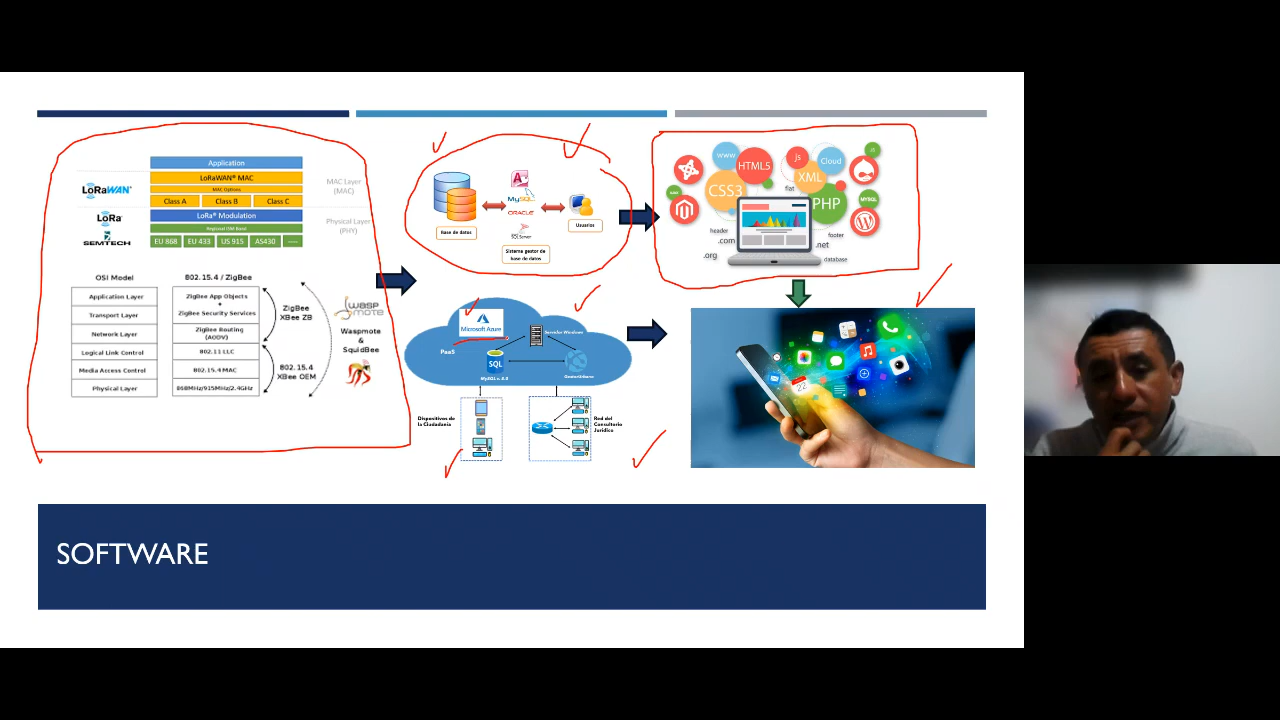 Application
LoRaWAN
LoRaWAN® MAC
MAC Options
Class A
Class B
Class C
MAC Layer
(MAC)
LoRa
SEMTECH
LoRa® Modulation
Regional ISM Band
EU 868
EU 433
US 915
AS430
Physical Layer
(PHY)
OSI Model
802.15.4 / ZigBee
Application Layer
Transport Layer
Network Layer
Logical Link Control
Media Access Control
Physical Layer
ZigBee App Objects
+
ZigBee Security Services
ZigBee Routing
(AODV)
802.11 LLC
802.15.4 MAC
868MHz/915MHz/2.4GHz
ZigBee
XBee ZB
802.15.4
XBee OEM
wasp
mote
Waspmote
&
SquidBee
Base de datos
MySQL
ORACLE
SQLServer
Sistema gestor de
base de datos
Usuarios
Microsoft Azure
PaaS
Servidor Windows
SQL
MySQL v. 8.0
Dispositivos de
la Ciudadanía
Red del
Consultorio
Jurídico
www
HTML5
js
Cloud
XML
CSS3
flat
PHP
MySQL
header
.com
.org
footer
.net
database
22
SOFTWARE